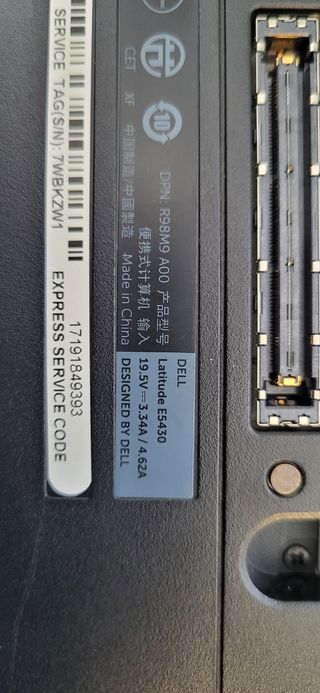 10
DPN: R98M9 A00 产品型号
DELL
便携式计算机 输入
Latitude E5430
19.5V⎓3.34A / 4.62A
CET XF 中国制造/中國製造 Made in China
DESIGNED BY DELL
17191849393
SERVICE TAG(S/N): 7WBKZW1 EXPRESS SERVICE CODE